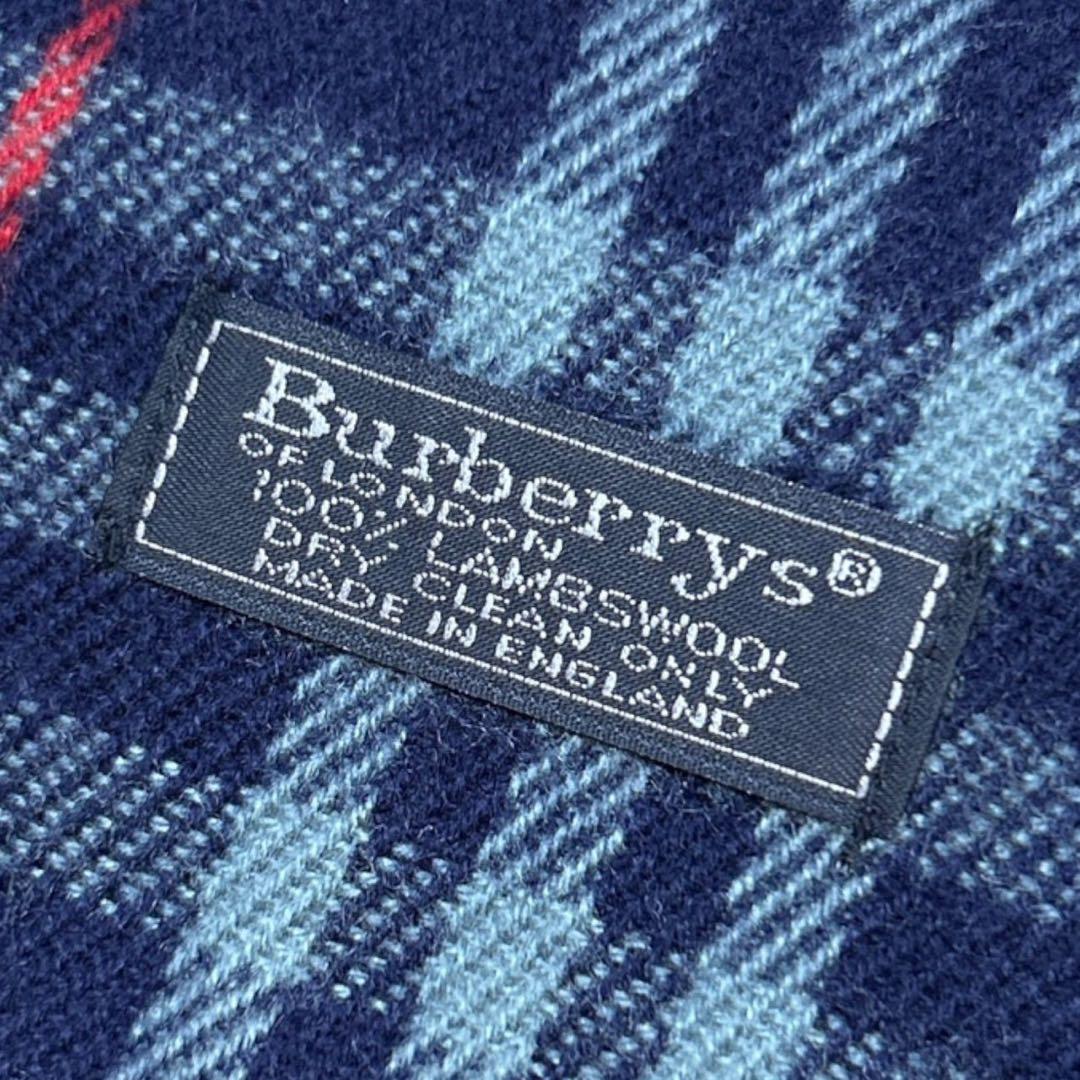 Burberrys®
OF LONDON
100% LAMBSWOOL
DRY CLEAN ONLY
MADE IN ENGLAND